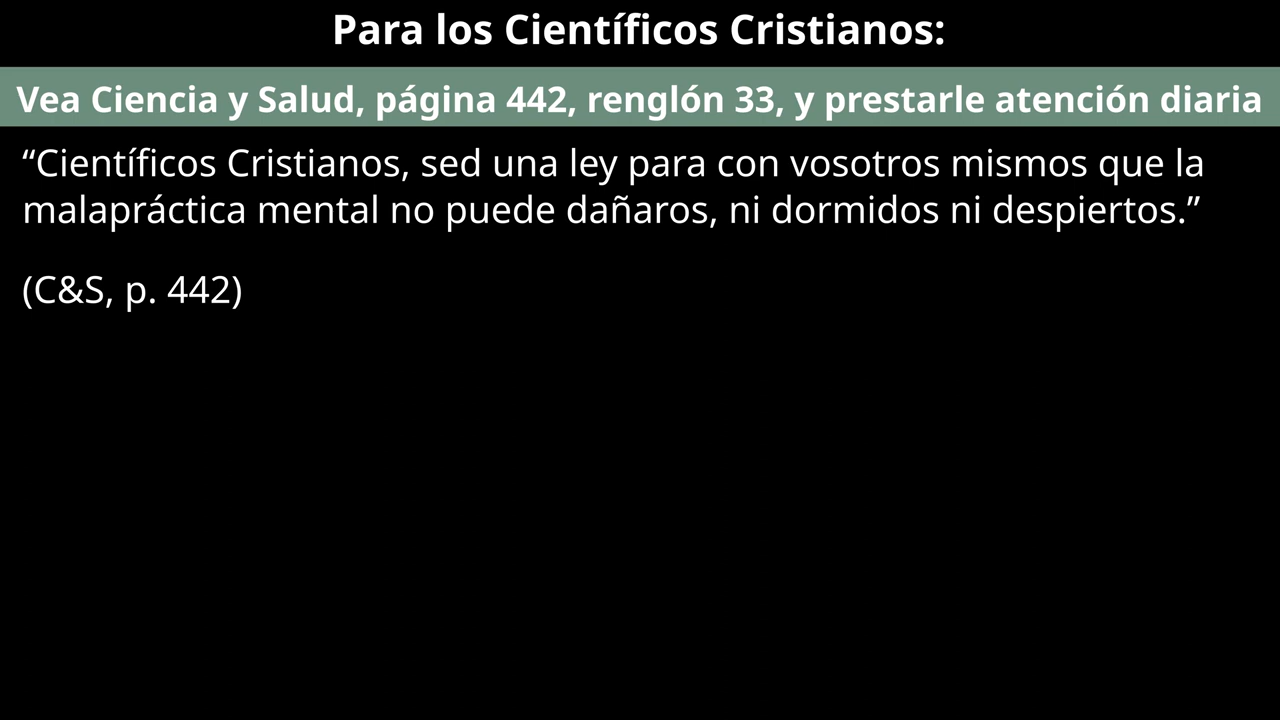 Para los Científicos Cristianos:
Vea Ciencia y Salud, página 442, renglón 33, y prestarle atención diaria
“Científicos Cristianos, sed una ley para con vosotros mismos que la
malapráctica mental no puede dañaros, ni dormidos ni despiertos.”
(C&S, p. 442)